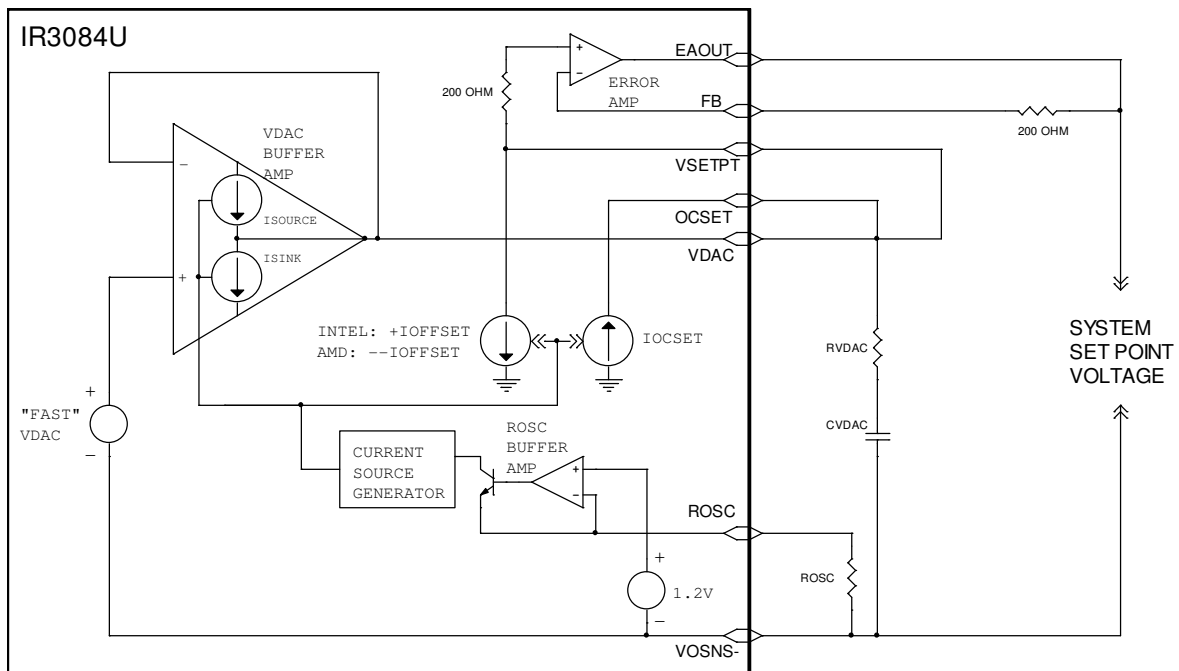 IR3084U
EAOUT
+
−
ERROR
AMP
200 OHM
FB
200 OHM
VSETPT
VDAC
BUFFER
AMP
−
ISOURCE
OCSET
VDAC
ISINK
+
INTEL: +IOFFSET
AMD: --IOFFSET
IOCSET
RVDAC
SYSTEM
SET POINT
VOLTAGE
+
"FAST"
VDAC
−
CVDAC
CURRENT
SOURCE
GENERATOR
ROSC
BUFFER
AMP
+
−
ROSC
+
1.2V
−
ROSC
VOSNS-